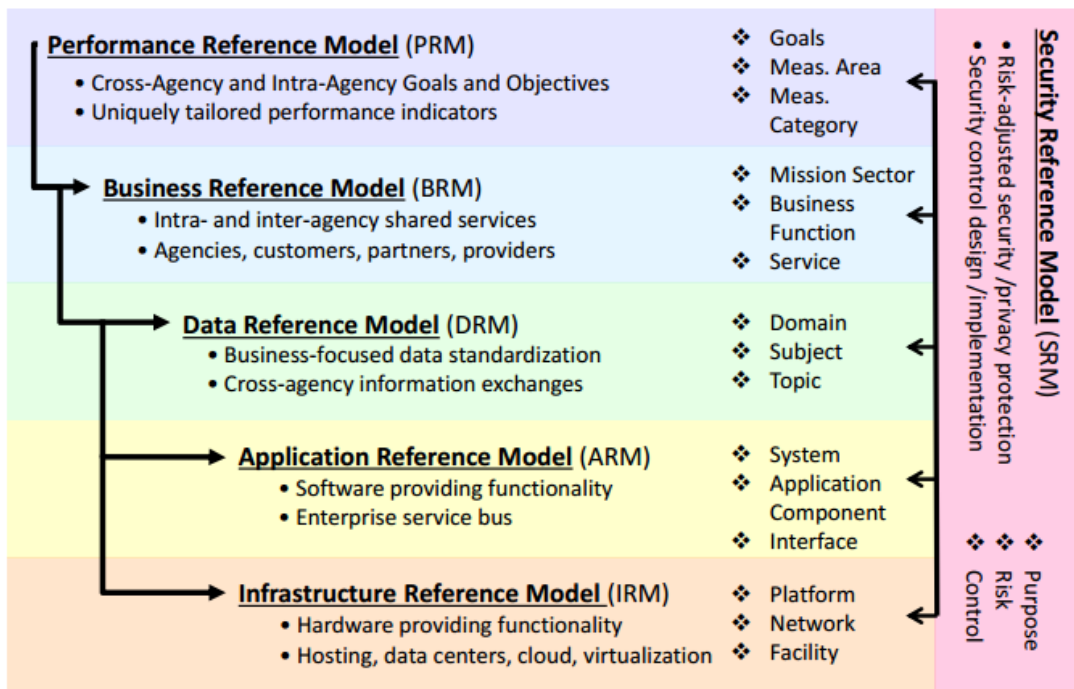 Performance Reference Model (PRM)
• Cross-Agency and Intra-Agency Goals and Objectives
• Uniquely tailored performance indicators
❖ Goals
❖ Meas. Area
❖ Meas.
Category
Business Reference Model (BRM)
• Intra- and inter-agency shared services
• Agencies, customers, partners, providers
❖ Mission Sector
❖ Business
Function
❖ Service
Data Reference Model (DRM)
• Business-focused data standardization
• Cross-agency information exchanges
❖ Domain
❖ Subject
❖ Topic
Application Reference Model (ARM)
• Software providing functionality
• Enterprise service bus
❖ System
❖ Application
Component
❖ Interface
Infrastructure Reference Model (IRM)
• Hardware providing functionality
• Hosting, data centers, cloud, virtualization
❖ Platform
❖ Network
❖ Facility
Security Reference Model (SRM)
• Risk-adjusted security /privacy protection
• Security control design /implementation
❖ Purpose
❖ Risk
❖ Control